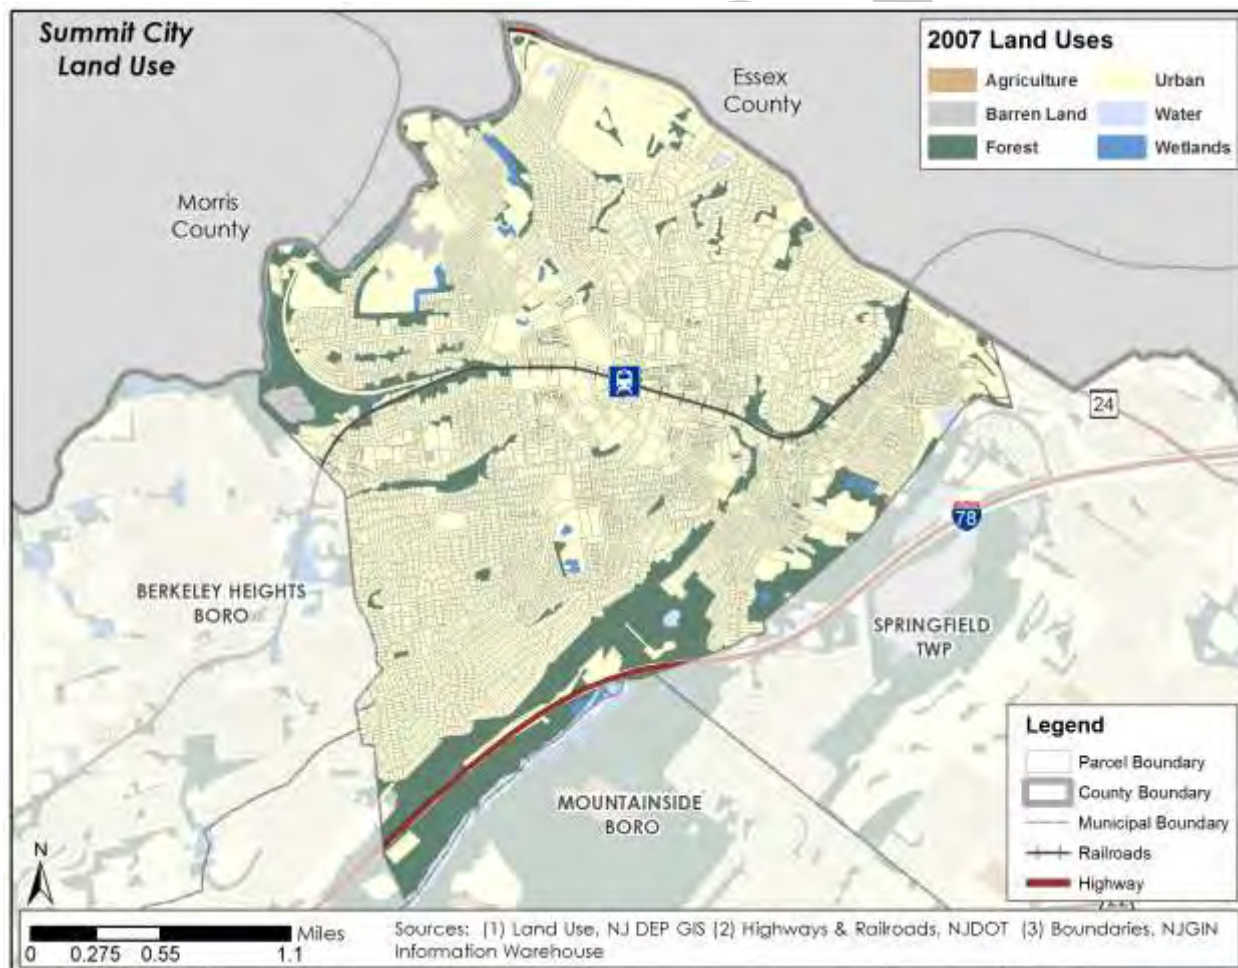 Summit City
Land Use
2007 Land Uses
Agriculture
Urban
Barren Land
Water
Forest
Wetlands
Essex
County
Morris
County
24
78
BERKELEY HEIGHTS
BORO
SPRINGFIELD
TWP
MOUNTAINSIDE
BORO
Legend
Parcel Boundary
County Boundary
Municipal Boundary
Railroads
Highway
N
Miles
0 0.275 0.55 1.1
Sources: (1) Land Use, NJ DEP GIS (2) Highways & Railroads, NJDOT (3) Boundaries, NJGIN
Information Warehouse